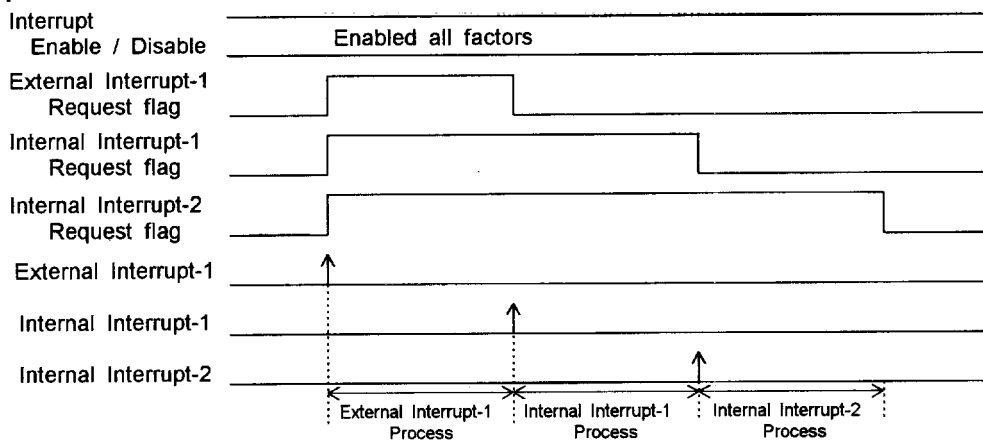 Interrupt
Enable / Disable
Enabled all factors
External Interrupt-1
Request flag
Internal Interrupt-1
Request flag
Internal Interrupt-2
Request flag
External Interrupt-1
Internal Interrupt-1
Internal Interrupt-2
External Interrupt-1 Internal Interrupt-1 Internal Interrupt-2
Process Process Process